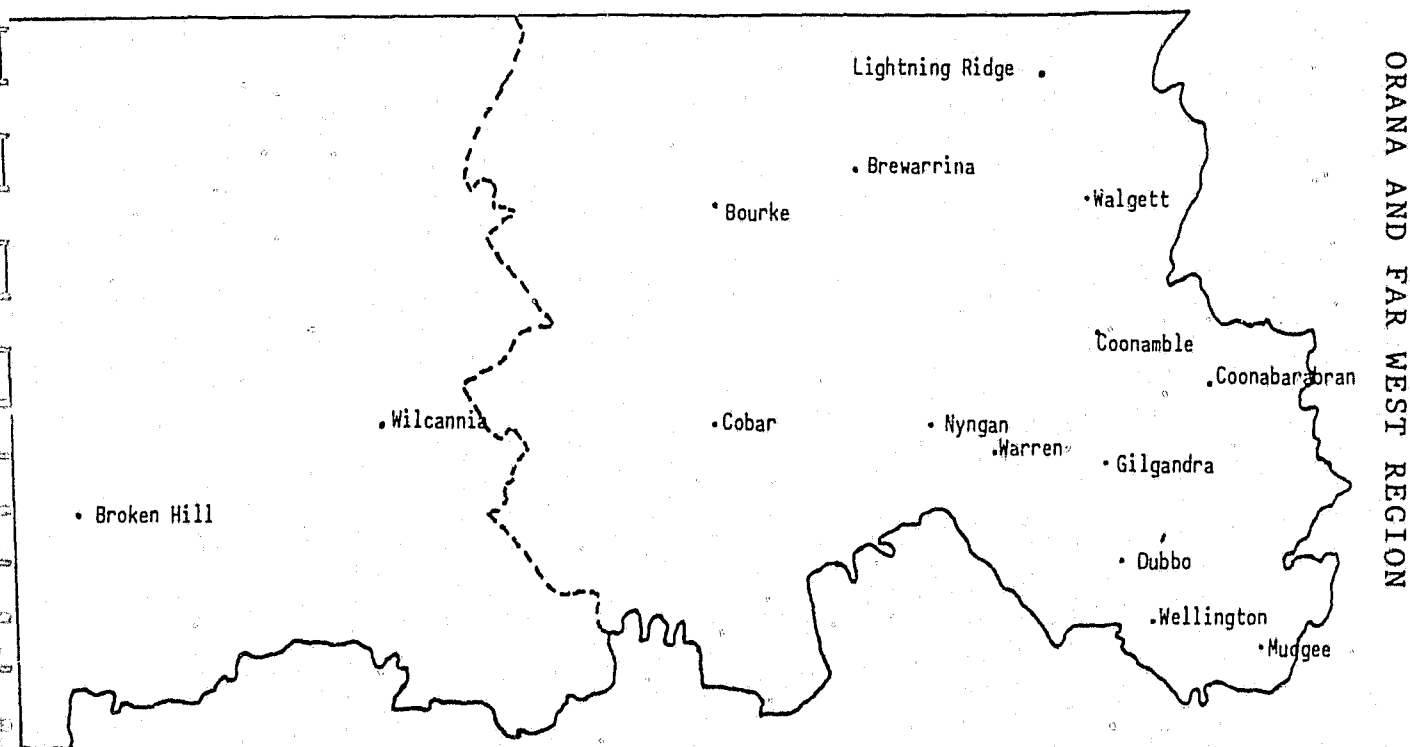 ORANA AND FAR WEST REGION
Lightning Ridge
Brewarrina
Walgett
Bourke
Coonamble
Coonabarabran
Wilcannia
Cobar
Nyngan
Warren
Gilgandra
Broken Hill
Dubbo
Wellington
Mudgee